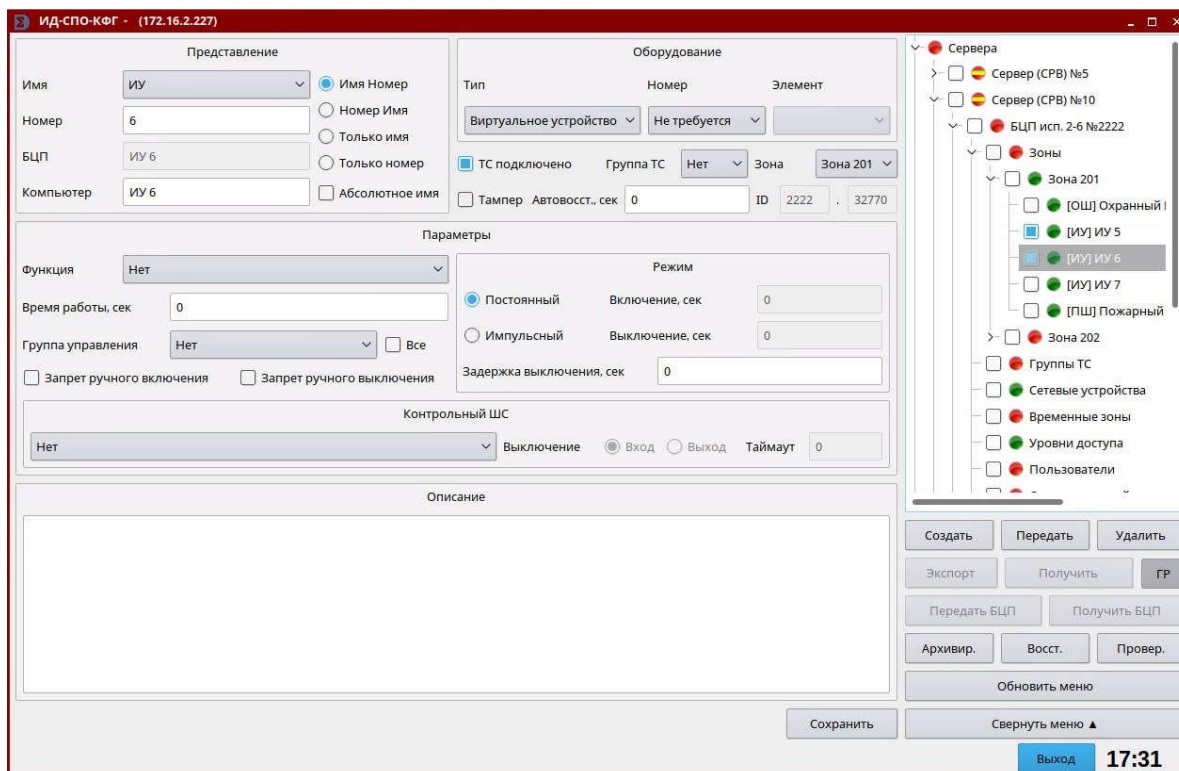 ИД-СПО-КФГ - (172.16.2.227)
Представление
Имя ИУ Имя Номер
Номер 6 Номер Имя
Только имя
БЦП ИУ 6 Только номер
Компьютер ИУ 6 Абсолютное имя
Оборудование
Тип Номер Элемент
Виртуальное устройство Не требуется
ТС подключено Группа ТС Нет Зона Зона 201
Тампер Автовосст., сек 0 ID 2222 . 32770
Параметры
Функция Нет
Время работы, сек 0
Группа управления Нет Все
Запрет ручного включения Запрет ручного выключения
Режим
Постоянный Включение, сек 0
Импульсный Выключение, сек 0
Задержка выключения, сек 0
Контрольный ШС
Нет Выключение Вход Выход Таймаут 0
Описание
Сохранить
Сервера
Сервер (СРВ) №5
Сервер (СРВ) №10
БЦП исп. 2-6 №2222
Зоны
Зона 201
[ОШ] Охранный
[ИУ] ИУ 5
[ИУ] ИУ 6
[ИУ] ИУ 7
[ПШ] Пожарный
Зона 202
Группы ТС
Сетевые устройства
Временные зоны
Уровни доступа
Пользователи
Создать Передать Удалить
Экспорт Получить ГР
Передать БЦП Получить БЦП
Архивир. Восст. Провер.
Обновить меню
Свернуть меню ▲
Выход 17:31